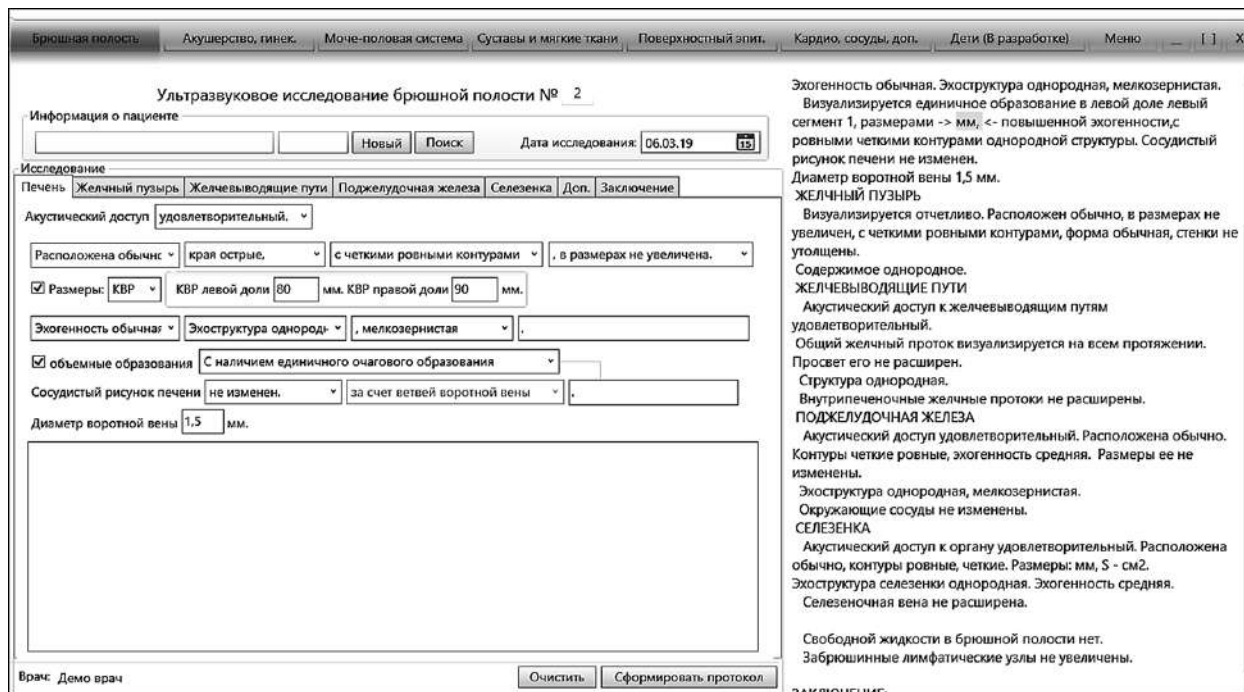 Брюшная полость Акушерство, гинек. Моче-половая система Суставы и мягкие ткани Поверхностный эпит. Кардио, сосуды, доп. Дети (В разработке) Меню __ [ ] X
Ультразвуковое исследование брюшной полости № 2
Информация о пациенте
Новый Поиск Дата исследования: 06.03.19 15
Исследование
Печень Желчный пузырь Желчевыводящие пути Поджелудочная железа Селезенка Доп. Заключение
Акустический доступ удовлетворительный.
Расположена обычнс края острые, с четкими ровными контурами , в размерах не увеличена.
Размеры: КВР КВР левой доли 80 мм. КВР правой доли 90 мм.
Эхогенность обычная Эхоструктура однородн , мелкозернистая .
объемные образования С наличием единичного очагового образования
Сосудистый рисунок печени не изменен. за счет ветвей воротной вены .
Диаметр воротной вены 1,5 мм.
Врач: Демо врач Очистить Сформировать протокол
Эхогенность обычная. Эхоструктура однородная, мелкозернистая.
Визуализируется единичное образование в левой доле левый
сегмент 1, размерами -> мм, <- повышенной эхогенности,с
ровными четкими контурами однородной структуры. Сосудистый
рисунок печени не изменен.
Диаметр воротной вены 1,5 мм.
ЖЕЛЧНЫЙ ПУЗЫРЬ
Визуализируется отчетливо. Расположен обычно, в размерах не
увеличен, с четкими ровными контурами, форма обычная, стенки не
утолщены.
Содержимое однородное.
ЖЕЛЧЕВЫВОДЯЩИЕ ПУТИ
Акустический доступ к желчевыводящим путям
удовлетворительный.
Общий желчный проток визуализируется на всем протяжении.
Просвет его не расширен.
Структура однородная.
Внутрипеченочные желчные протоки не расширены.
ПОДЖЕЛУДОЧНАЯ ЖЕЛЕЗА
Акустический доступ удовлетворительный. Расположена обычно.
Контуры четкие ровные, эхогенность средняя. Размеры ее не
изменены.
Эхоструктура однородная, мелкозернистая.
Окружающие сосуды не изменены.
СЕЛЕЗЕНКА
Акустический доступ к органу удовлетворительный. Расположена
обычно, контуры ровные, четкие. Размеры: мм, S - см2.
Эхоструктура селезенки однородная. Эхогенность средняя.
Селезеночная вена не расширена.
Свободной жидкости в брюшной полости нет.
Забрюшинные лимфатические узлы не увеличены.